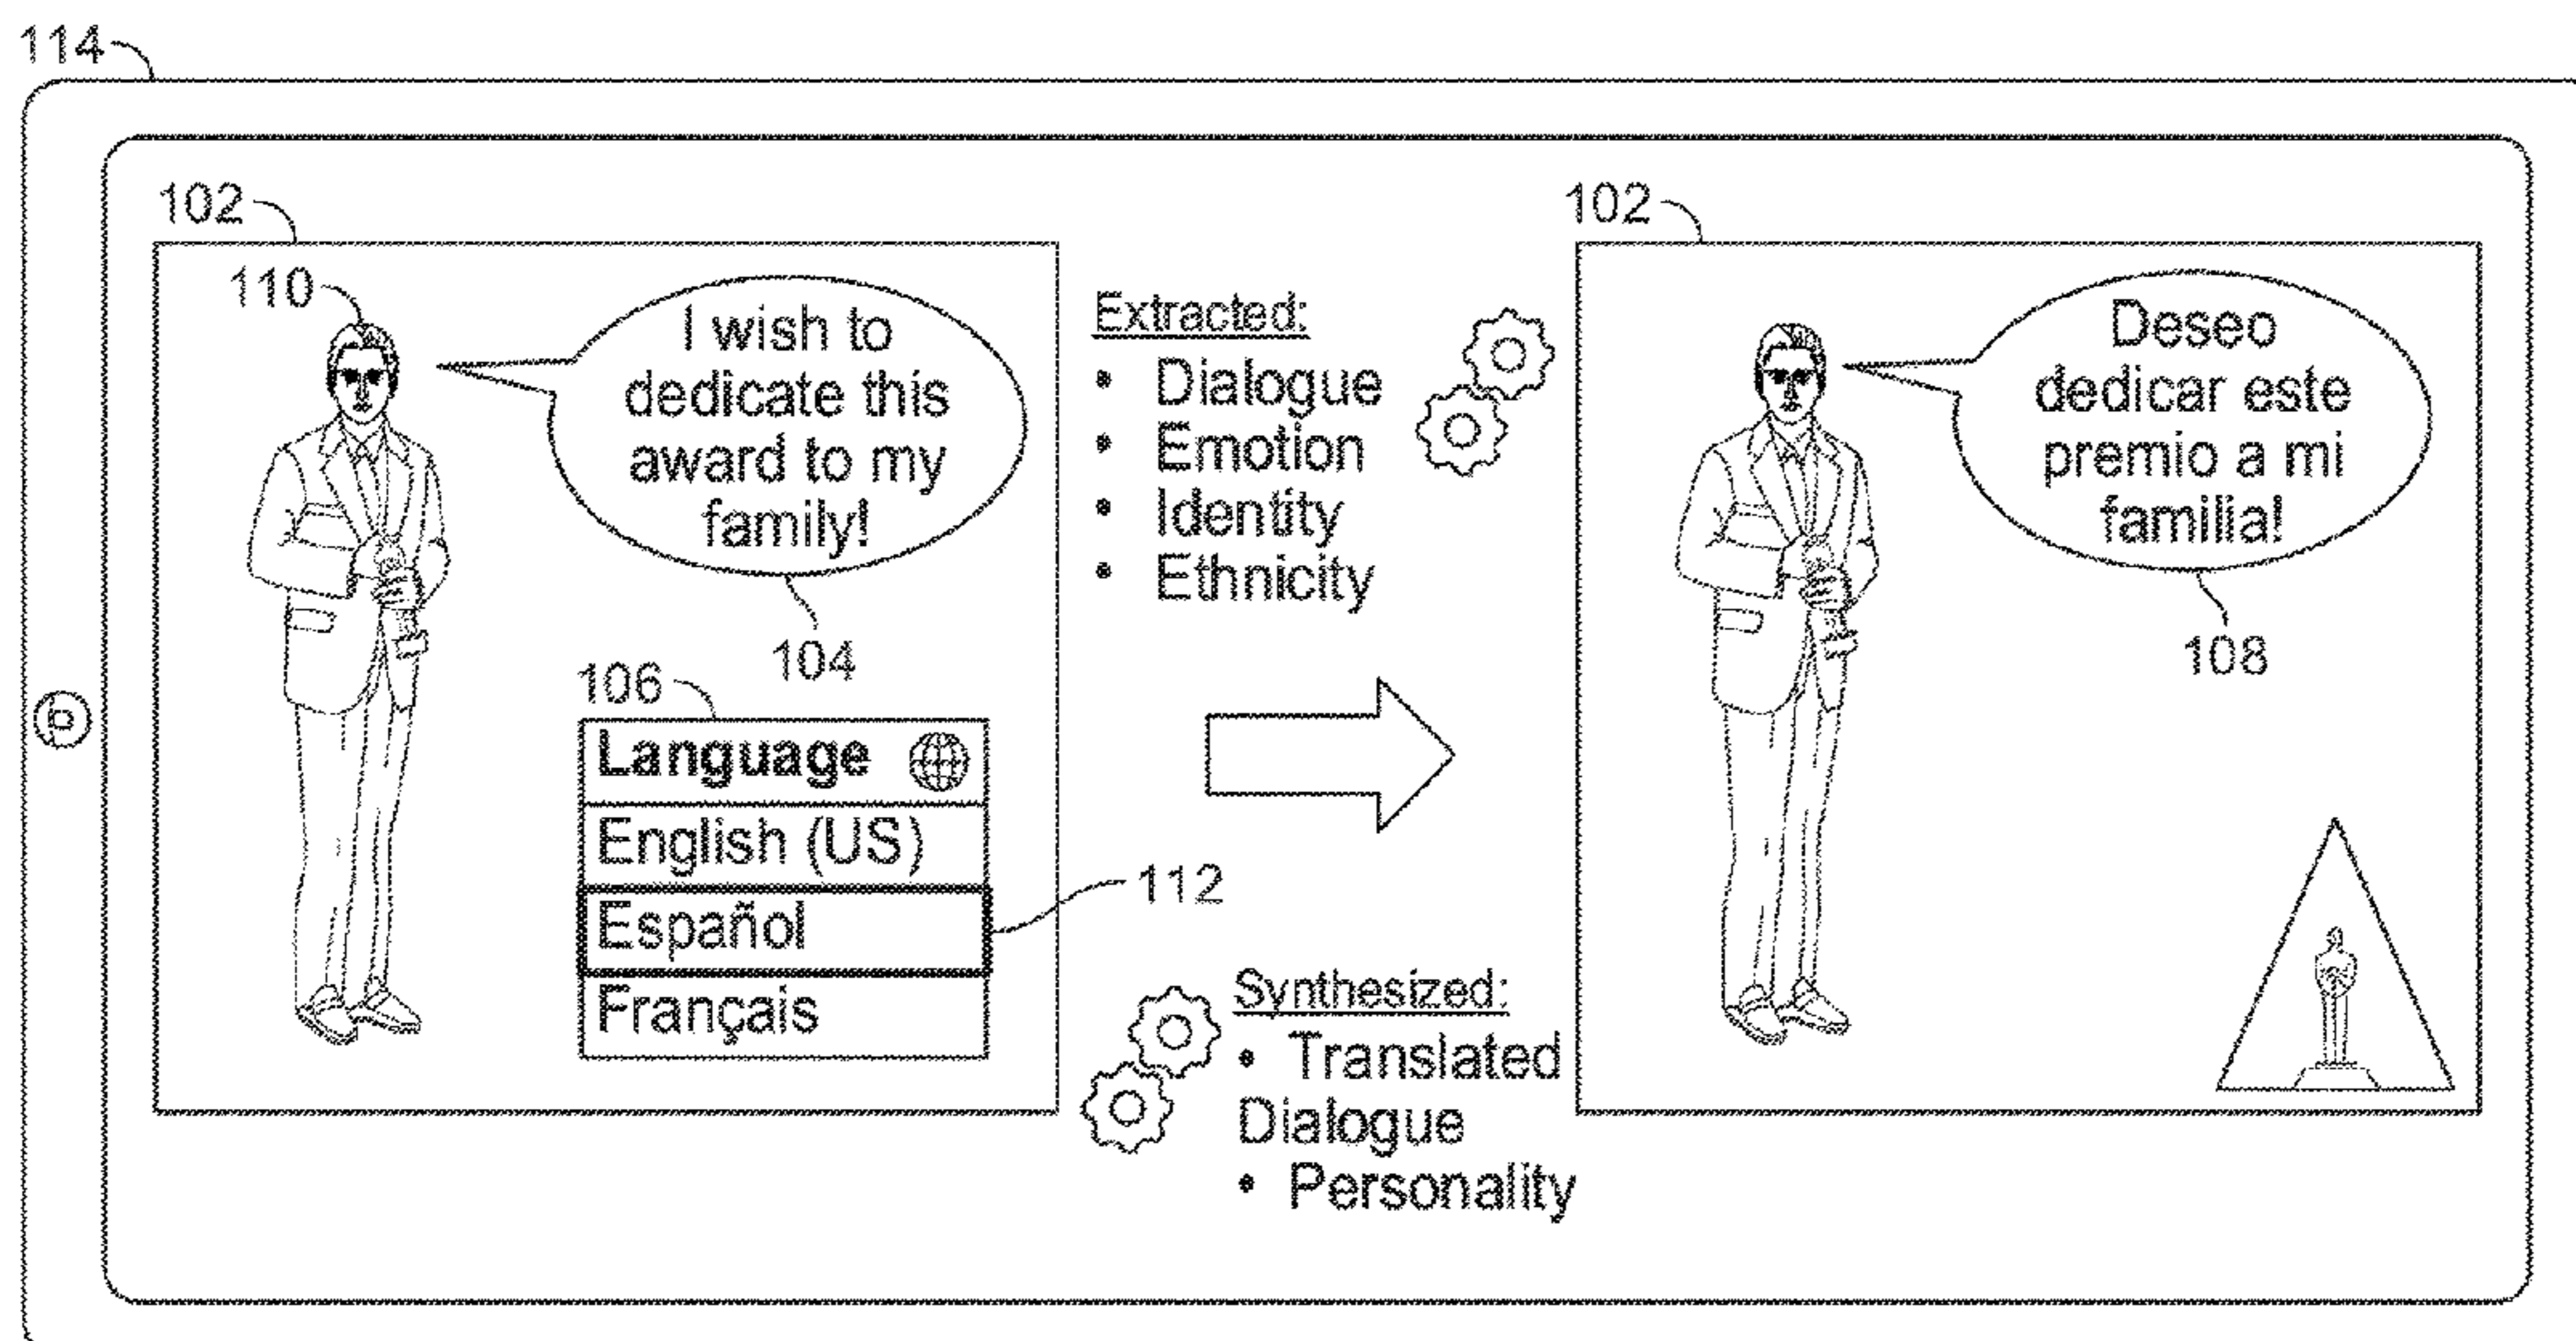 114
102
110
I wish to
dedicate this
award to my
family!
104
106
Language
English (US)
Español
Français
112
Extracted:
• Dialogue
• Emotion
• Identity
• Ethnicity
Synthesized:
• Translated
Dialogue
• Personality
102
Deseo
dedicar este
premio a mi
familia!
108